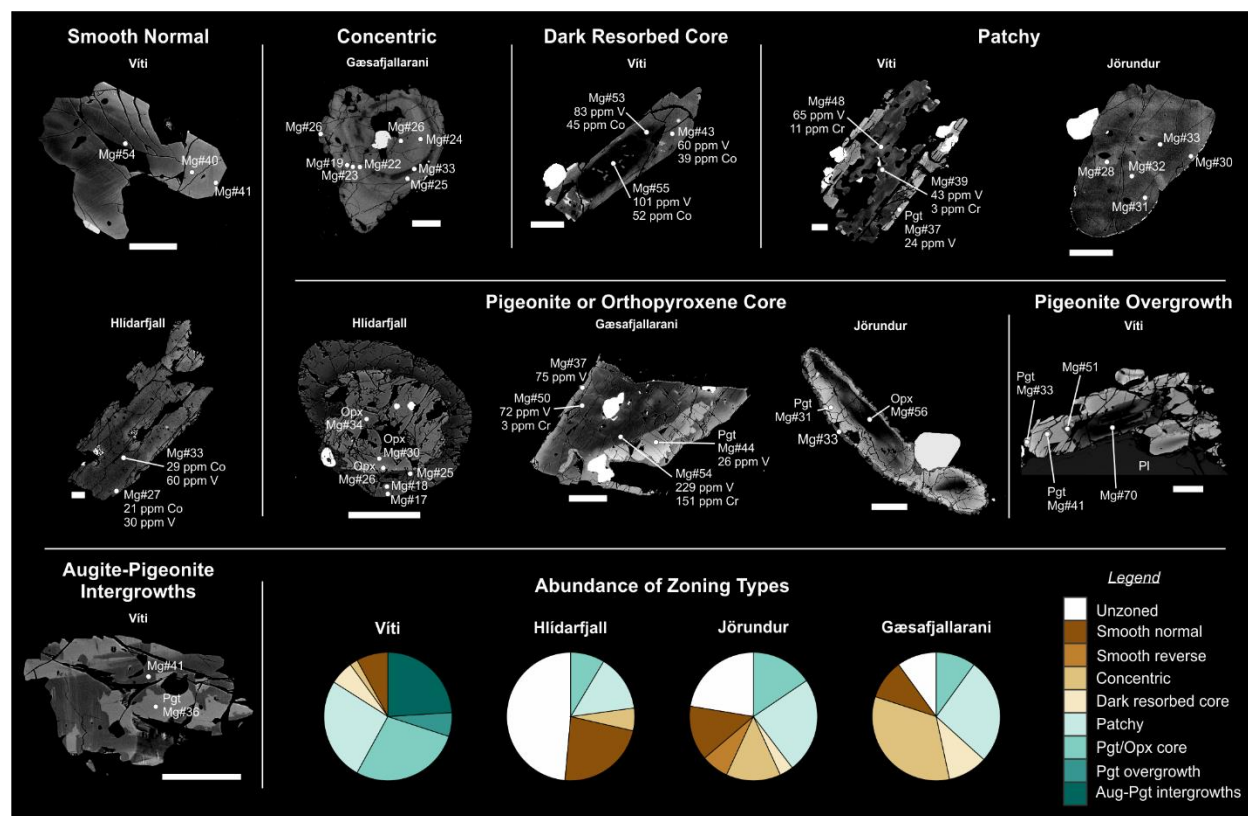 Smooth Normal
Víti
Mg#54
Mg#40
Mg#41
Concentric
Gæsafjallarani
Mg#26
Mg#26
Mg#24
Mg#19
Mg#22
Mg#23
Mg#33
Mg#25
Dark Resorbed Core
Víti
Mg#53
83 ppm V
45 ppm Co
Mg#43
60 ppm V
39 ppm Co
Mg#55
101 ppm V
52 ppm Co
Patchy
Víti
Mg#48
65 ppm V
11 ppm Cr
Mg#39
43 ppm V
3 ppm Cr
Pgt
Mg#37
24 ppm V
Jörundur
Mg#33
Mg#30
Mg#28
Mg#32
Mg#31
Hlídarfjall
Mg#33
29 ppm Co
60 ppm V
Mg#27
21 ppm Co
30 ppm V
Pigeonite or Orthopyroxene Core
Hlídarfjall
Opx
Mg#34
Opx
Mg#30
Opx
Mg#26
Mg#25
Mg#18
Mg#17
Gæsafjallarani
Mg#37
75 ppm V
Mg#50
72 ppm V
3 ppm Cr
Pgt
Mg#44
26 ppm V
Mg#54
229 ppm V
151 ppm Cr
Jörundur
Pgt
Mg#31
Mg#33
Opx
Mg#56
Pigeonite Overgrowth
Víti
Pgt
Mg#33
Mg#51
Pl
Pgt
Mg#41
Mg#70
Augite-Pigeonite
Intergrowths
Víti
Mg#41
Pgt
Mg#36
Abundance of Zoning Types
Víti
Hlídarfjall
Jörundur
Gæsafjallarani
Legend
Unzoned
Smooth normal
Smooth reverse
Concentric
Dark resorbed core
Patchy
Pgt/Opx core
Pgt overgrowth
Aug-Pgt intergrowths